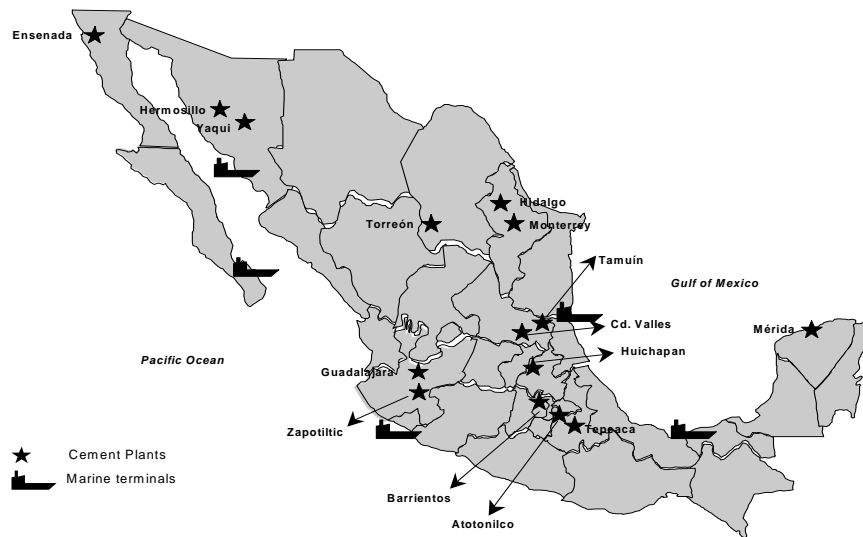 Ensenada
Hermosillo
Yaqui
Hidalgo
Torreón
Monterrey
Tamuín
Gulf of Mexico
Cd. Valles
Mérida
Huichapan
Pacific Ocean
Guadalajara
Zapotiltic
Tepeaca
Cement Plants
Marine terminals
Barrientos
Atotonilco